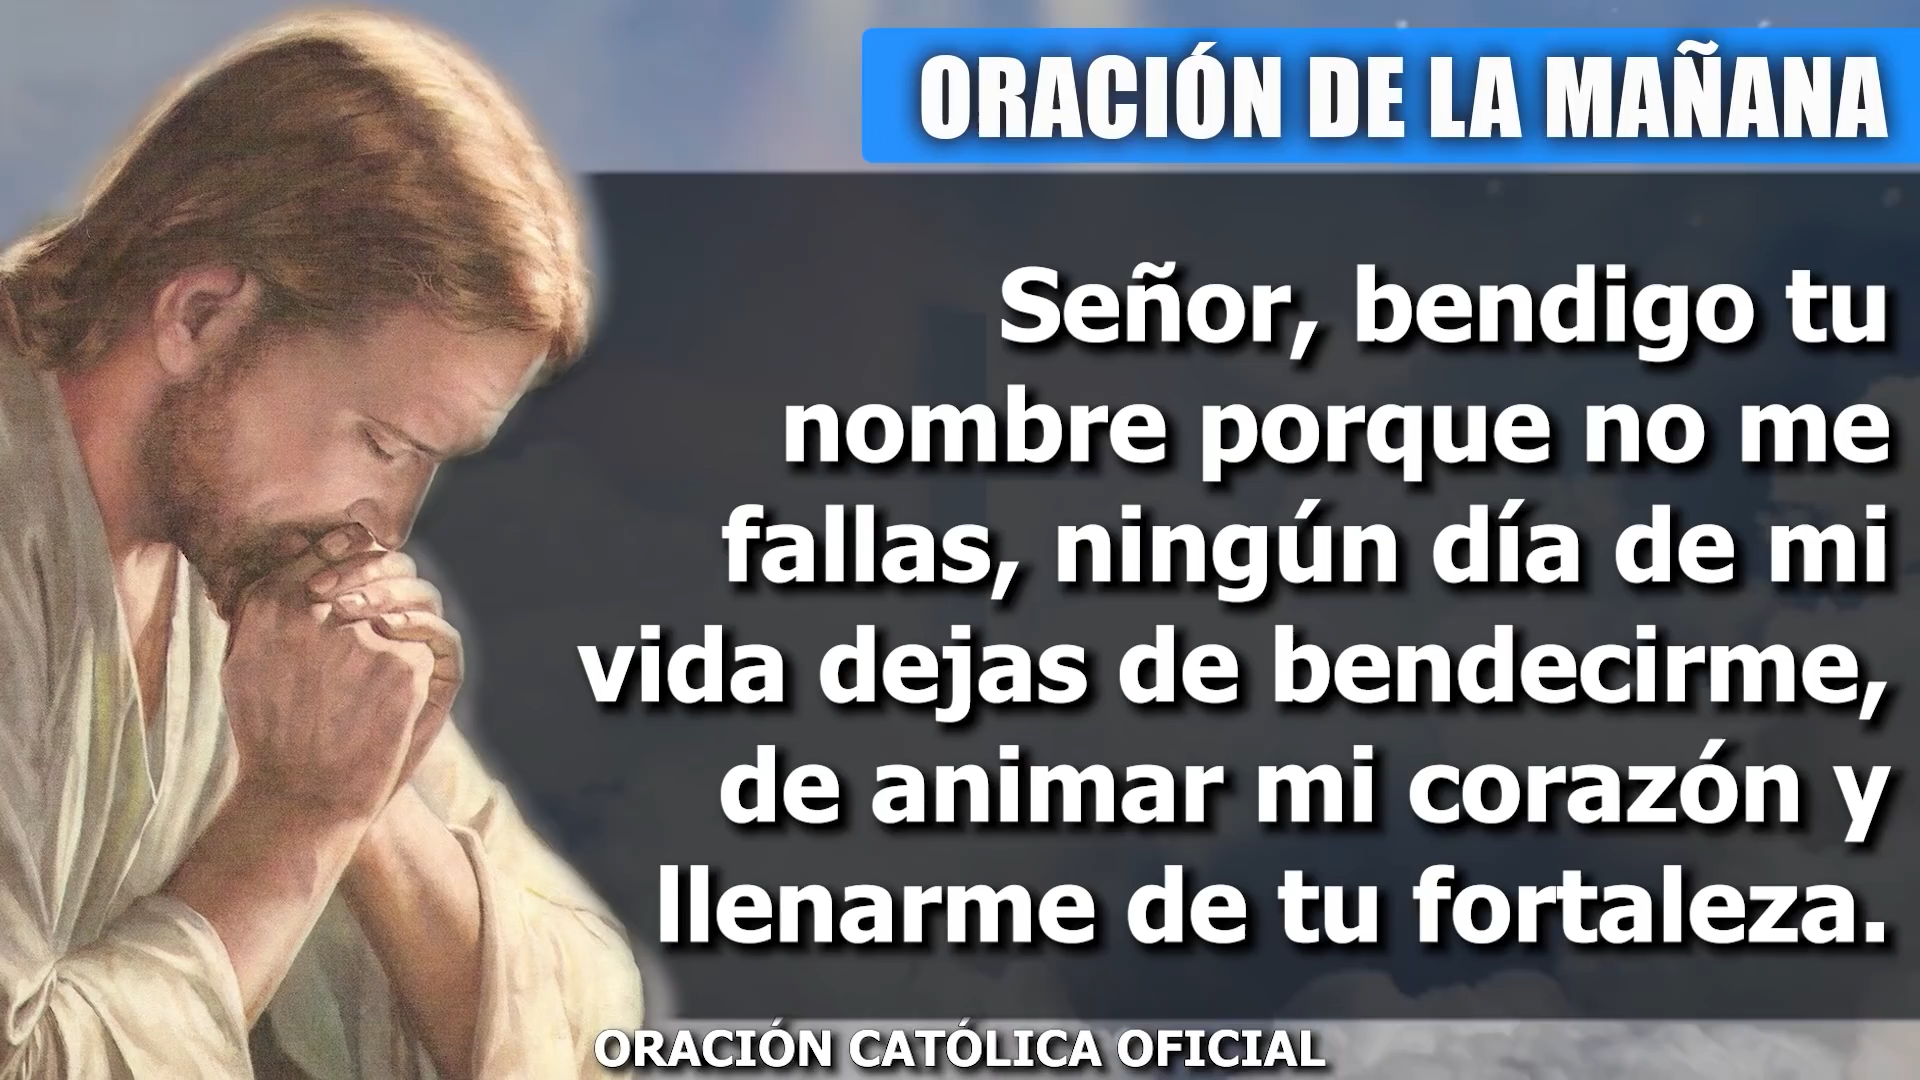 ORACIÓN DE LA MAÑANA
Señor, bendigo tu
nombre porque no me
fallas, ningún día de mi
vida dejas de bendecirme,
de animar mi corazón y
llenarme de tu fortaleza.
ORACIÓN CATÓLICA OFICIAL